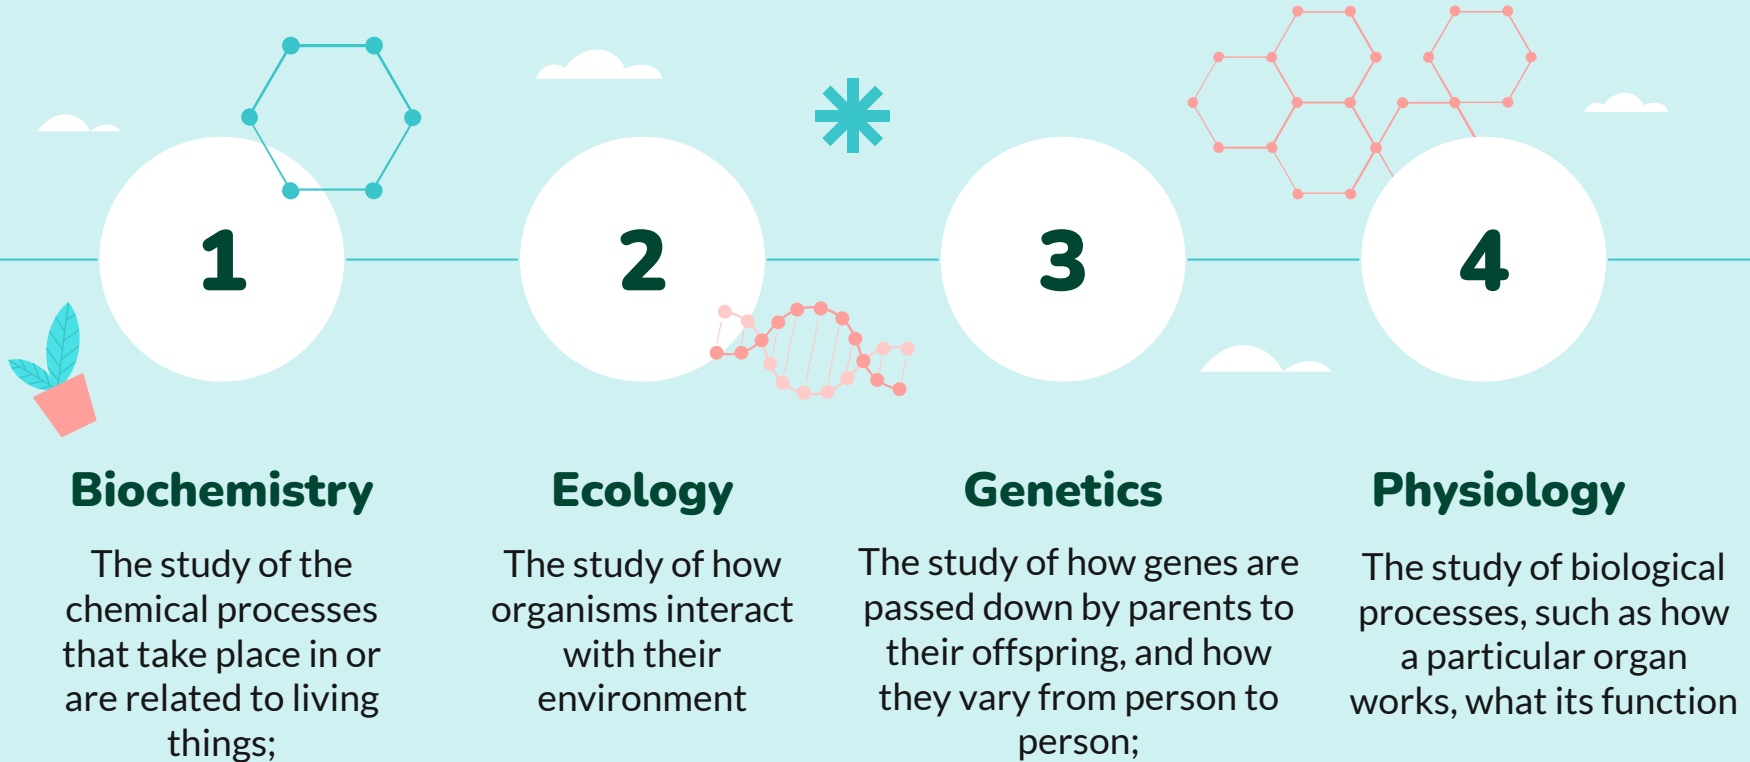 1
2
3
4
Biochemistry
The study of the
chemical processes
that take place in or
are related to living
things;
Ecology
The study of how
organisms interact
with their
environment
Genetics
The study of how genes are
passed down by parents to
their offspring, and how
they vary from person to
person;
Physiology
The study of biological
processes, such as how
a particular organ
works, what its function